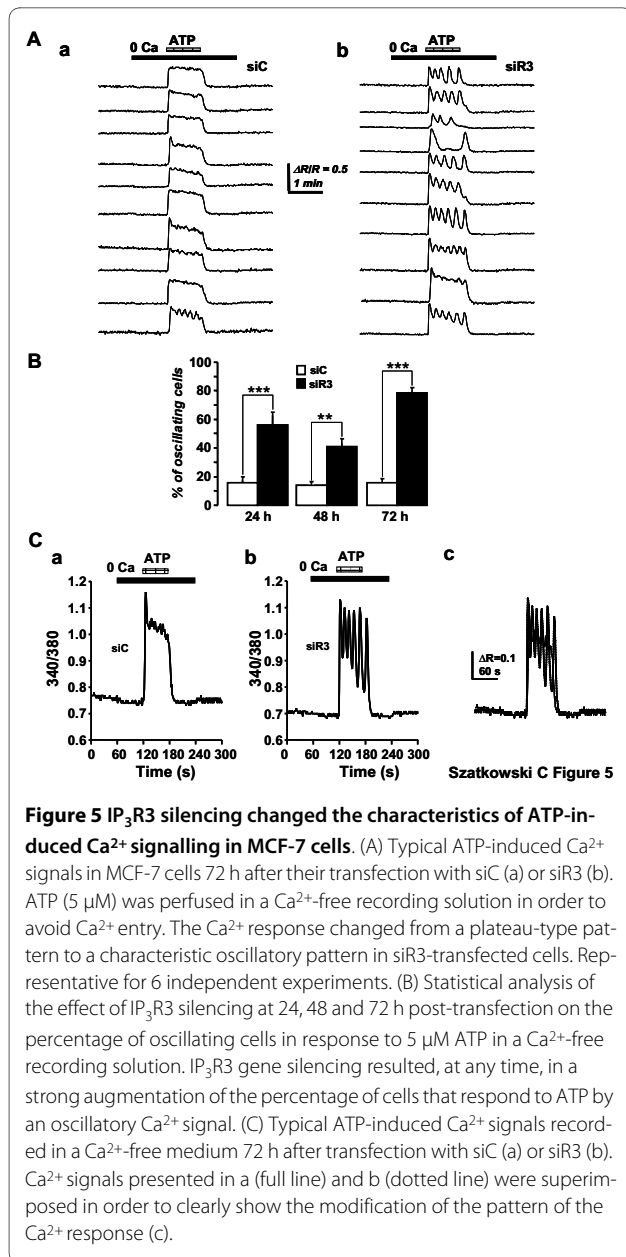 A
a
0 Ca
ATP
siC
b
0 Ca
ATP
siR3
ΔR/R = 0.5
1 min
B
% of oscillating cells
100
80
60
40
20
0
siC
siR3
***
**
***
24 h
48 h
72 h
C
a
0 Ca
ATP
340/380
1.2
1.1
1.0
0.9
0.8
0.7
0.6
siC
0 60 120 180 240 300
Time (s)
b
0 Ca
ATP
340/380
1.2
1.1
1.0
0.9
0.8
0.7
0.6
siR3
0 60 120 180 240 300
Time (s)
c
ΔR=0.1
60 s
Szatkowski C Figure 5
Figure 5 IP₃R3 silencing changed the characteristics of ATP-in-
duced Ca²⁺ signalling in MCF-7 cells. (A) Typical ATP-induced Ca²⁺
signals in MCF-7 cells 72 h after their transfection with siC (a) or siR3 (b).
ATP (5 μM) was perfused in a Ca²⁺-free recording solution in order to
avoid Ca²⁺ entry. The Ca²⁺ response changed from a plateau-type pat-
tern to a characteristic oscillatory pattern in siR3-transfected cells. Rep-
resentative for 6 independent experiments. (B) Statistical analysis of
the effect of IP₃R3 silencing at 24, 48 and 72 h post-transfection on the
percentage of oscillating cells in response to 5 μM ATP in a Ca²⁺-free
recording solution. IP₃R3 gene silencing resulted, at any time, in a
strong augmentation of the percentage of cells that respond to ATP by
an oscillatory Ca²⁺ signal. (C) Typical ATP-induced Ca²⁺ signals record-
ed in a Ca²⁺-free medium 72 h after transfection with siC (a) or siR3 (b).
Ca²⁺ signals presented in a (full line) and b (dotted line) were superim-
posed in order to clearly show the modification of the pattern of the
Ca²⁺ response (c).